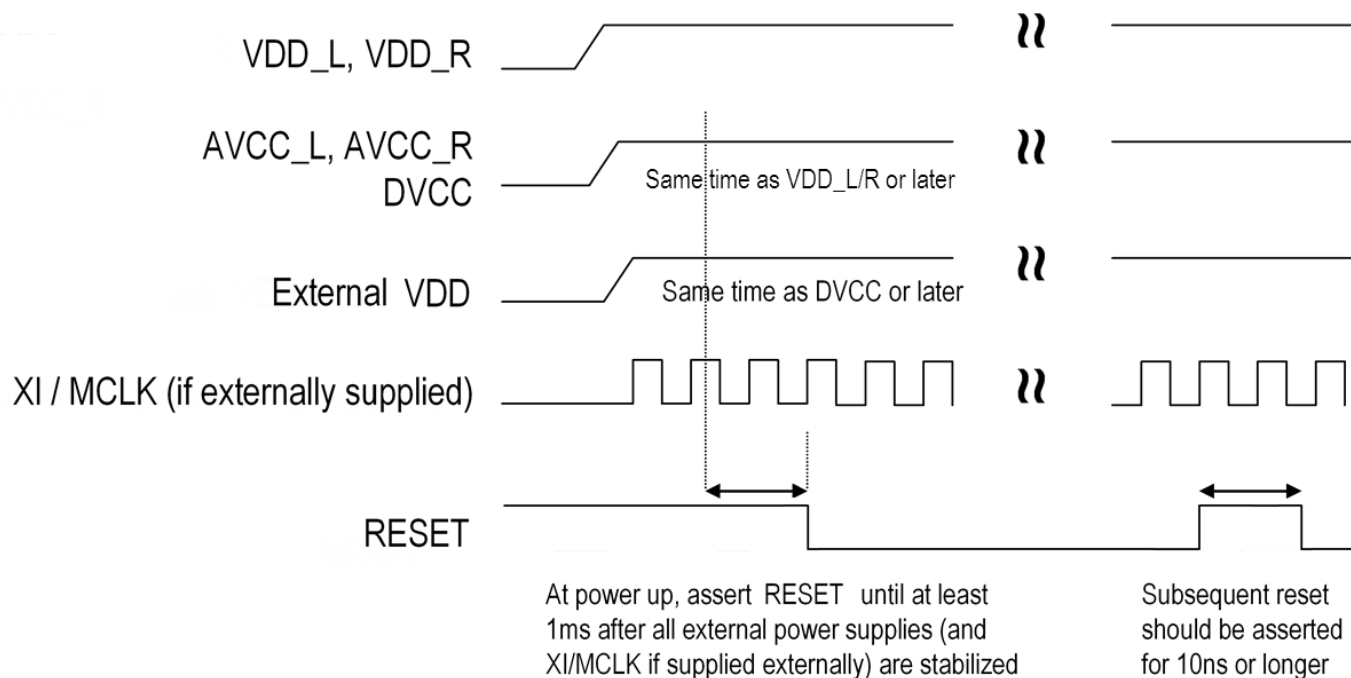 VDD_L, VDD_R
AVCC_L, AVCC_R
DVCC
Same time as VDD_L/R or later
External VDD
Same time as DVCC or later
XI / MCLK (if externally supplied)
RESET
At power up, assert RESET until at least
1ms after all external power supplies (and
XI/MCLK if supplied externally) are stabilized
Subsequent reset
should be asserted
for 10ns or longer